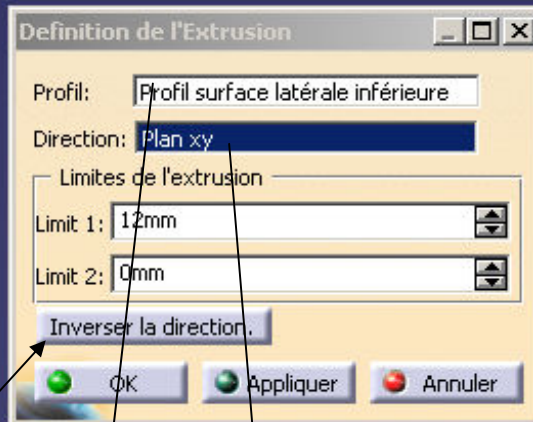 Definition de l'Extrusion
Profil: Profil surface latérale inférieure
Direction: Plan xy
Limites de l'extrusion
Limit 1: 12mm
Limit 2: 0mm
Inverser la direction.
OK Appliquer Annuler